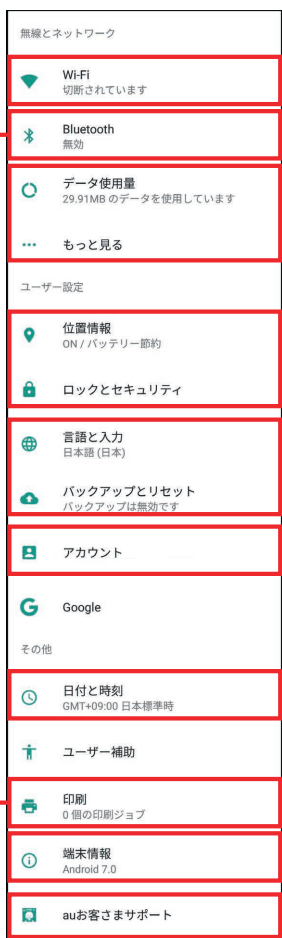 無線とネットワーク
Wi-Fi
切断されています
Bluetooth
無効
データ使用量
29.91MB のデータを使用しています
もっと見る
ユーザー設定
位置情報
ON / バッテリー節約
ロックとセキュリティ
言語と入力
日本語 (日本)
バックアップとリセット
バックアップは無効です
アカウント
Google
その他
日付と時刻
GMT+09:00 日本標準時
ユーザー補助
印刷
0 個の印刷ジョブ
端末情報
Android 7.0
auお客さまサポート